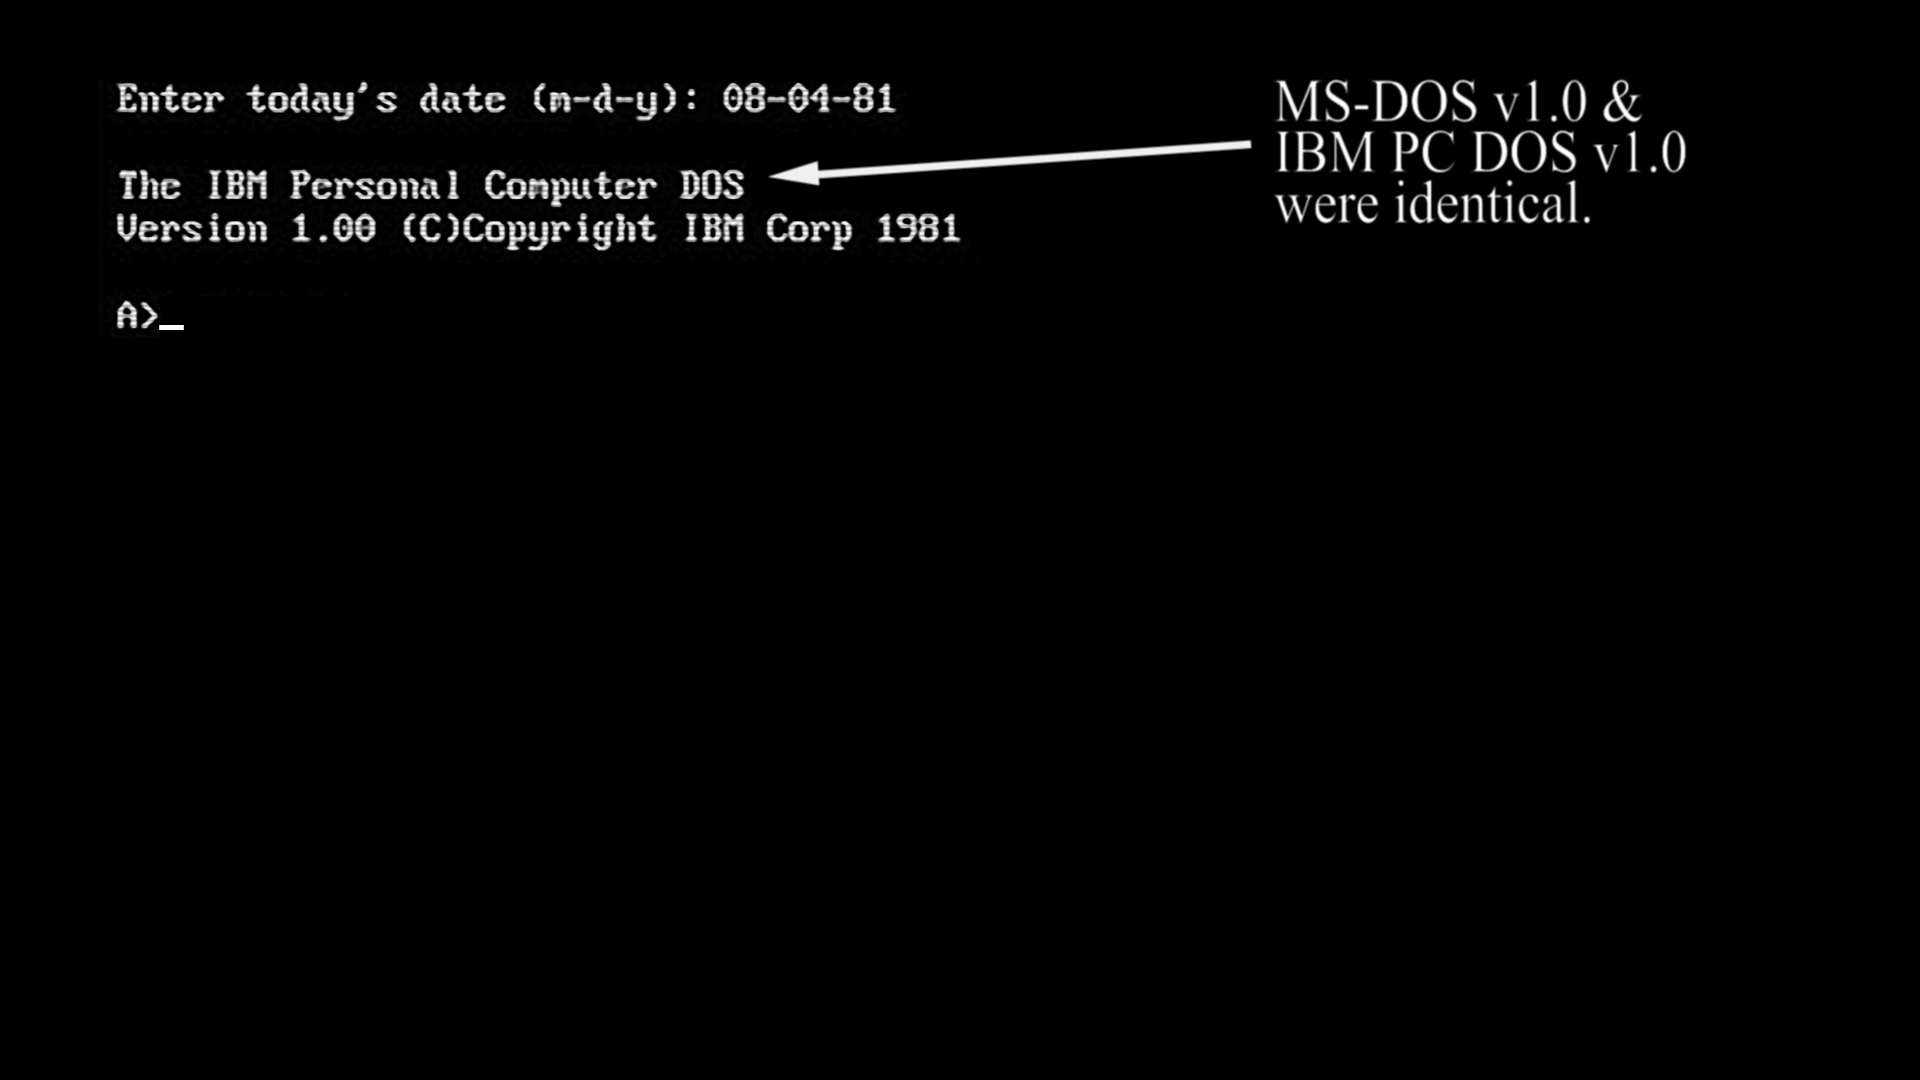 Enter today's date (m-d-y): 08-04-81
The IBM Personal Computer DOS
Version 1.00 (C)Copyright IBM Corp 1981
A>_
MS-DOS v1.0 &
IBM PC DOS v1.0
were identical.